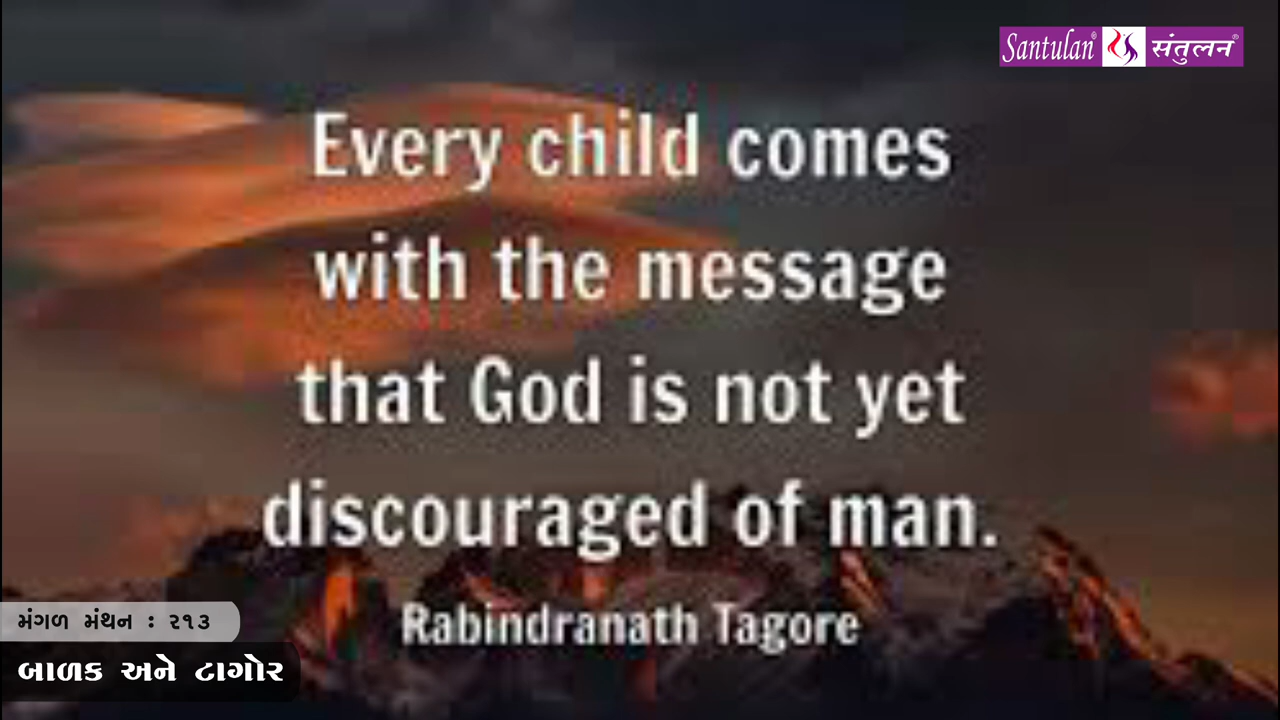 Santulan® संतुलन®
Every child comes
with the message
that God is not yet
discouraged of man.
Rabindranath Tagore
મંગળ મંથન : ૨૧૩
બાળક અને ટાગોર